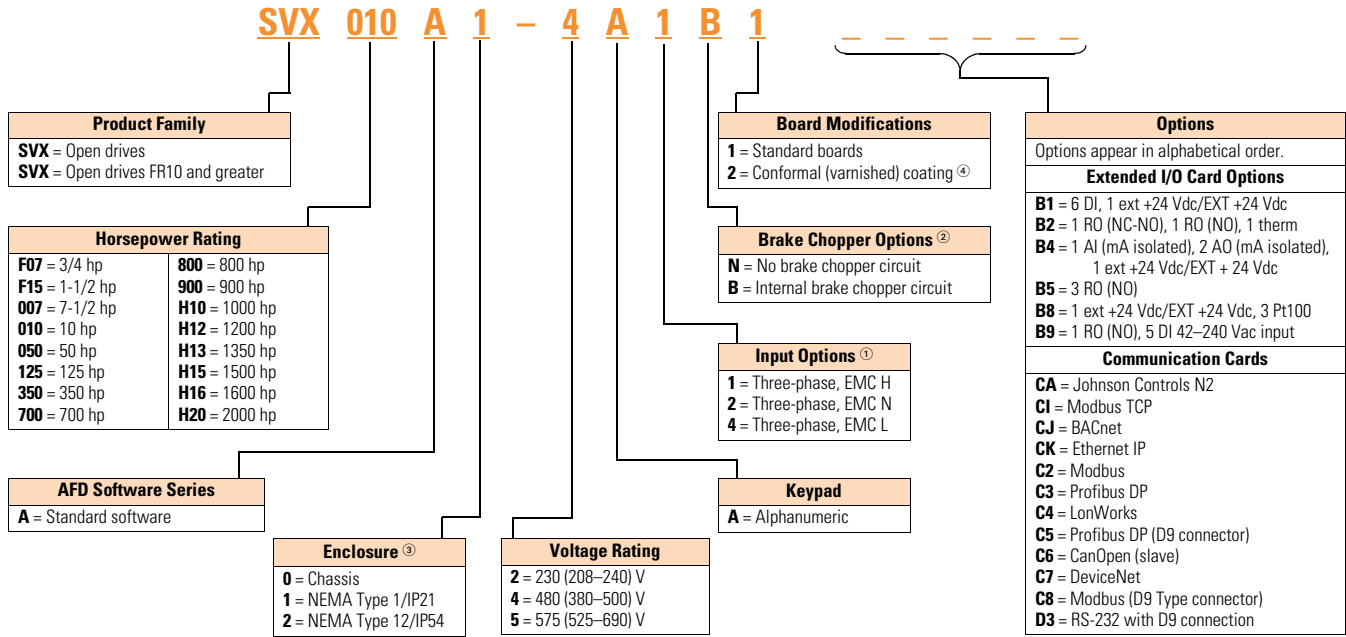 SVX 010 A 1 – 4 A 1 B 1 _ _ _ _ _ _
Product Family
SVX = Open drives
SVX = Open drives FR10 and greater
Horsepower Rating
F07 = 3/4 hp
F15 = 1-1/2 hp
007 = 7-1/2 hp
010 = 10 hp
050 = 50 hp
125 = 125 hp
350 = 350 hp
700 = 700 hp
800 = 800 hp
900 = 900 hp
H10 = 1000 hp
H12 = 1200 hp
H13 = 1350 hp
H15 = 1500 hp
H16 = 1600 hp
H20 = 2000 hp
AFD Software Series
A = Standard software
Enclosure ③
0 = Chassis
1 = NEMA Type 1/IP21
2 = NEMA Type 12/IP54
Voltage Rating
2 = 230 (208–240) V
4 = 480 (380–500) V
5 = 575 (525–690) V
Board Modifications
1 = Standard boards
2 = Conformal (varnished) coating ④
Brake Chopper Options ②
N = No brake chopper circuit
B = Internal brake chopper circuit
Input Options ①
1 = Three-phase, EMC H
2 = Three-phase, EMC N
4 = Three-phase, EMC L
Keypad
A = Alphanumeric
Options
Options appear in alphabetical order.
Extended I/O Card Options
B1 = 6 DI, 1 ext +24 Vdc/EXT +24 Vdc
B2 = 1 RO (NC-NO), 1 RO (NO), 1 therm
B4 = 1 AI (mA isolated), 2 AO (mA isolated),
1 ext +24 Vdc/EXT + 24 Vdc
B5 = 3 RO (NO)
B8 = 1 ext +24 Vdc/EXT +24 Vdc, 3 Pt100
B9 = 1 RO (NO), 5 DI 42–240 Vac input
Communication Cards
CA = Johnson Controls N2
CI = Modbus TCP
CJ = BACnet
CK = Ethernet IP
C2 = Modbus
C3 = Profibus DP
C4 = LonWorks
C5 = Profibus DP (D9 connector)
C6 = CanOpen (slave)
C7 = DeviceNet
C8 = Modbus (D9 Type connector)
D3 = RS-232 with D9 connection